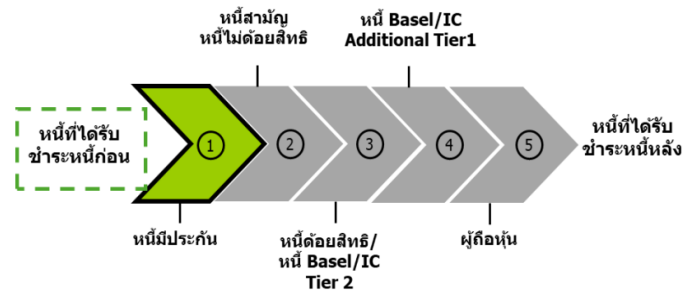 หนี้สามัญ
หนี้ไม่ด้อยสิทธิ
หนี้ Basel/IC
Additional Tier1
หนี้ที่ได้รับ
ชำระหนี้ก่อน
1
2
3
4
5
หนี้ที่ได้รับ
ชำระหนี้หลัง
หนี้มีประกัน
หนี้ด้อยสิทธิ/
หนี้ Basel/IC
Tier 2
ผู้ถือหุ้น